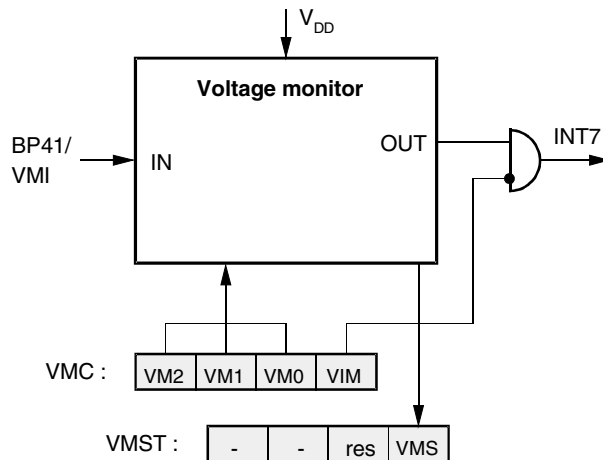 VDD
Voltage monitor
BP41/
VMI
IN
OUT
INT7
VMC :
VM2 VM1 VM0 VIM
VMST :
- - res VMS